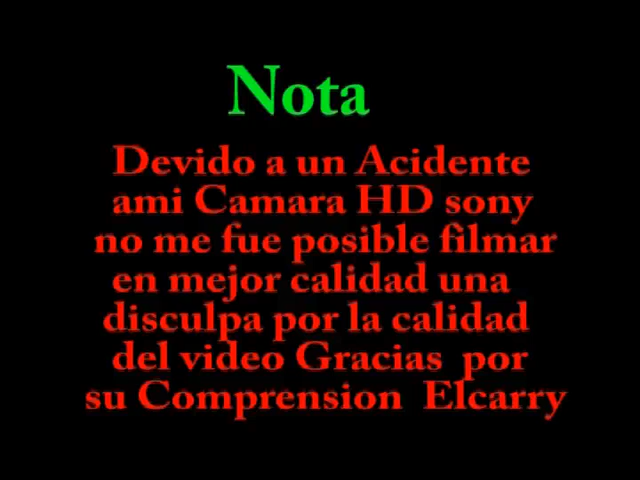 Nota
Devido a un Acidente
ami Camara HD sony
no me fue posible filmar
en mejor calidad una
disculpa por la calidad
del video Gracias por
su Comprension Elcarry